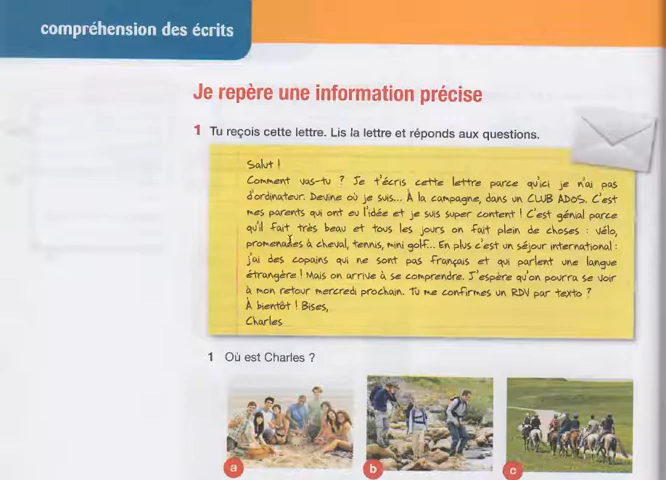 compréhension des écrits
Je repère une information précise
1 Tu reçois cette lettre. Lis la lettre et réponds aux questions.
Salut !
Comment vas-tu ? Je t'écris cette lettre parce qu'ici je n'ai pas
d'ordinateur. Devine où je suis... À la campagne, dans un CLUB ADOS. C'est
mes parents qui ont eu l'idée et je suis super content ! C'est génial parce
qu'il fait très beau et tous les jours on fait plein de choses : vélo,
promenades à cheval, tennis, mini golf... En plus c'est un séjour international :
j'ai des copains qui ne sont pas français et qui parlent une langue
étrangère ! Mais on arrive à se comprendre. J'espère qu'on pourra se voir
à mon retour mercredi prochain. Tu me confirmes un RDV par texto ?
À bientôt ! Bises,
Charles
1 Où est Charles ?
a b c